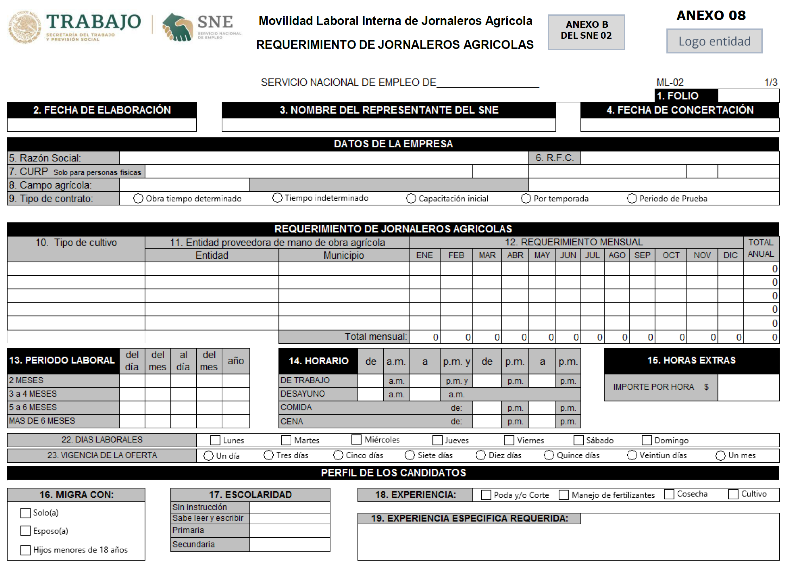 TRABAJO
SECRETARÍA DEL TRABAJO
Y PREVISIÓN SOCIAL
SNE
SERVICIO NACIONAL
DE EMPLEO
Movilidad Laboral Interna de Jornaleros Agrícola
REQUERIMIENTO DE JORNALEROS AGRICOLAS
ANEXO B
DEL SNE 02
ANEXO 08
Logo entidad
SERVICIO NACIONAL DE EMPLEO DE
ML-02 1/3
1. FOLIO
2. FECHA DE ELABORACIÓN 3. NOMBRE DEL REPRESENTANTE DEL SNE 4. FECHA DE CONCERTACIÓN
DATOS DE LA EMPRESA
5. Razón Social: 6. R.F.C.
7. CURP Solo para personas físicas
8. Campo agrícola:
9. Tipo de contrato: Obra tiempo determinado Tiempo indeterminado Capacitación inicial Por temporada Periodo de Prueba
REQUERIMIENTO DE JORNALEROS AGRICOLAS
10. Tipo de cultivo 11. Entidad proveedora de mano de obra agrícola 12. REQUERIMIENTO MENSUAL TOTAL
Entidad Municipio ENE FEB MAR ABR MAY JUN JUL AGO SEP OCT NOV DIC ANUAL
0
0
0
0
0
Total mensual: 0 0 0 0 0 0 0 0 0 0 0 0 0
13. PERIODO LABORAL del día del mes al día del mes año
2 MESES
3 a 4 MESES
5 a 6 MESES
MAS DE 6 MESES
14. HORARIO de a.m. a p.m. y de p.m. a p.m.
DE TRABAJO a.m. p.m. y p.m. p.m.
DESAYUNO a.m. a.m.
COMIDA de: p.m. p.m.
CENA de: p.m. p.m.
15. HORAS EXTRAS
IMPORTE POR HORA $
22. DIAS LABORALES Lunes Martes Miércoles Jueves Viernes Sábado Domingo
23. VIGENCIA DE LA OFERTA Un día Tres días Cinco días Siete días Diez días Quince días Veintiun días Un mes
PERFIL DE LOS CANDIDATOS
16. MIGRA CON:
Solo(a)
Esposo(a)
Hijos menores de 18 años
17. ESCOLARIDAD
Sin instrucción
Sabe leer y escribir
Primaria
Secundaria
18. EXPERIENCIA: Poda y/o Corte Manejo de fertilizantes Cosecha Cultivo
19. EXPERIENCIA ESPECIFICA REQUERIDA: